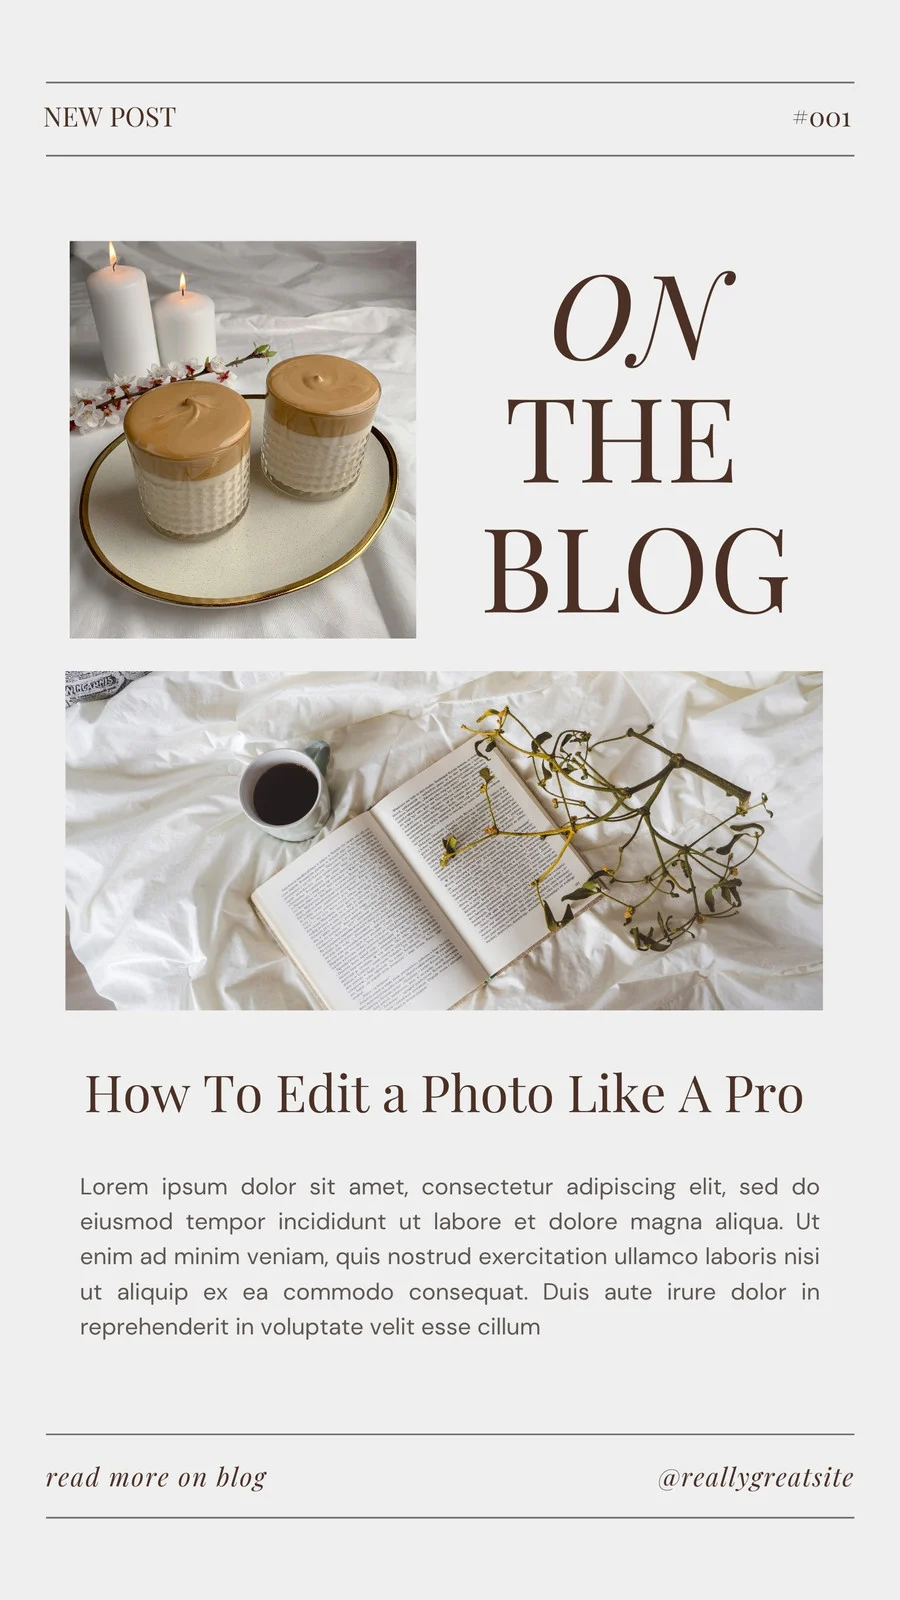 NEW POST
#001
ON
THE
BLOG
How To Edit a Photo Like A Pro
Lorem ipsum dolor sit amet, consectetur adipiscing elit, sed do
eiusmod tempor incididunt ut labore et dolore magna aliqua. Ut
enim ad minim veniam, quis nostrud exercitation ullamco laboris nisi
ut aliquip ex ea commodo consequat. Duis aute irure dolor in
reprehenderit in voluptate velit esse cillum
read more on blog
@reallygreatsite